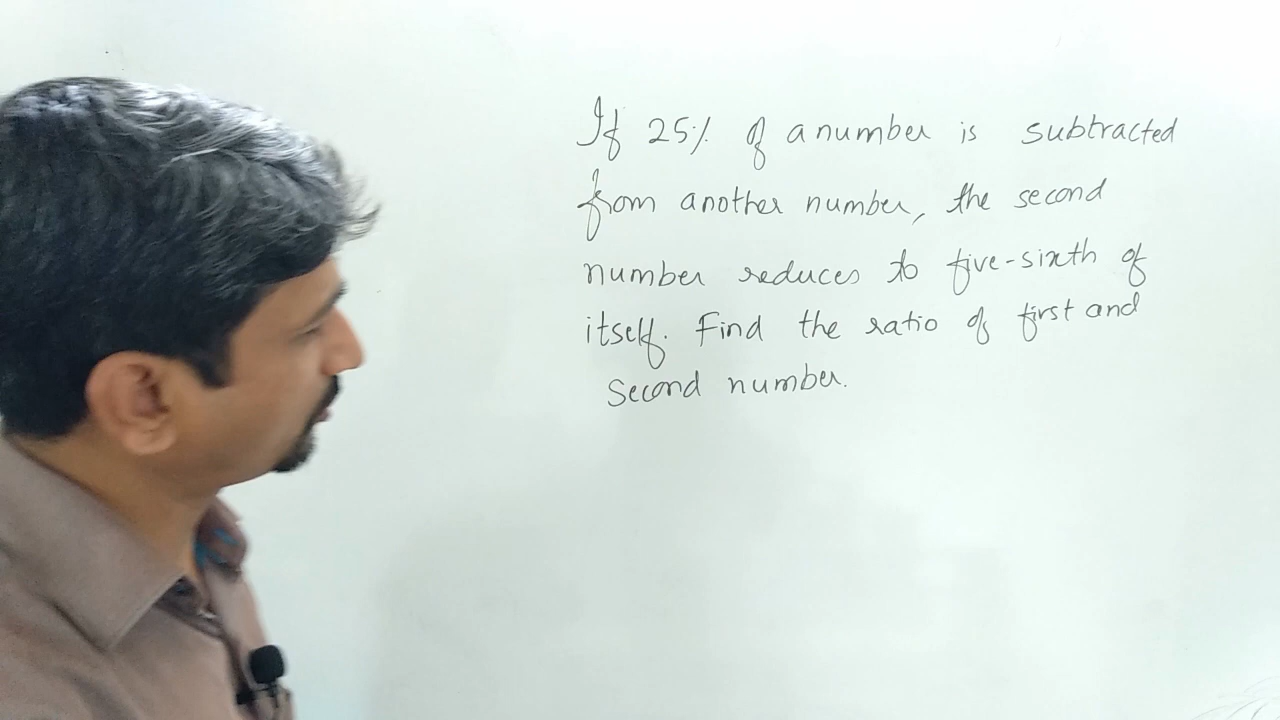 If 25% of a number is subtracted
from another number, the second
number reduces to five-sixth of
itself. Find the ratio of first and
second number.